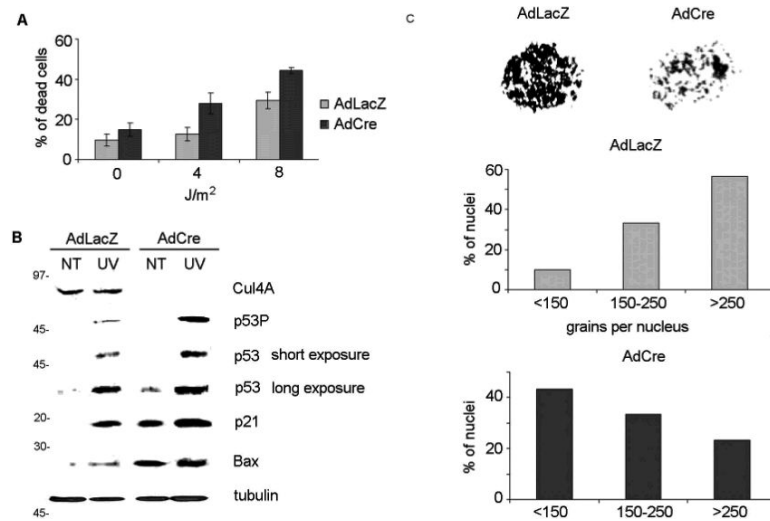 A
% of dead cells
60
40
20
0
0 4 8
J/m²
AdLacZ
AdCre
B
AdLacZ AdCre
NT UV NT UV
97-
Cul4A
p53P
45-
p53 short exposure
45-
p53 long exposure
20-
p21
30-
Bax
tubulin
45-
C
AdLacZ AdCre
AdLacZ
% of nuclei
60
40
20
0
<150 150-250 >250
grains per nucleus
AdCre
% of nuclei
40
20
0
<150 150-250 >250